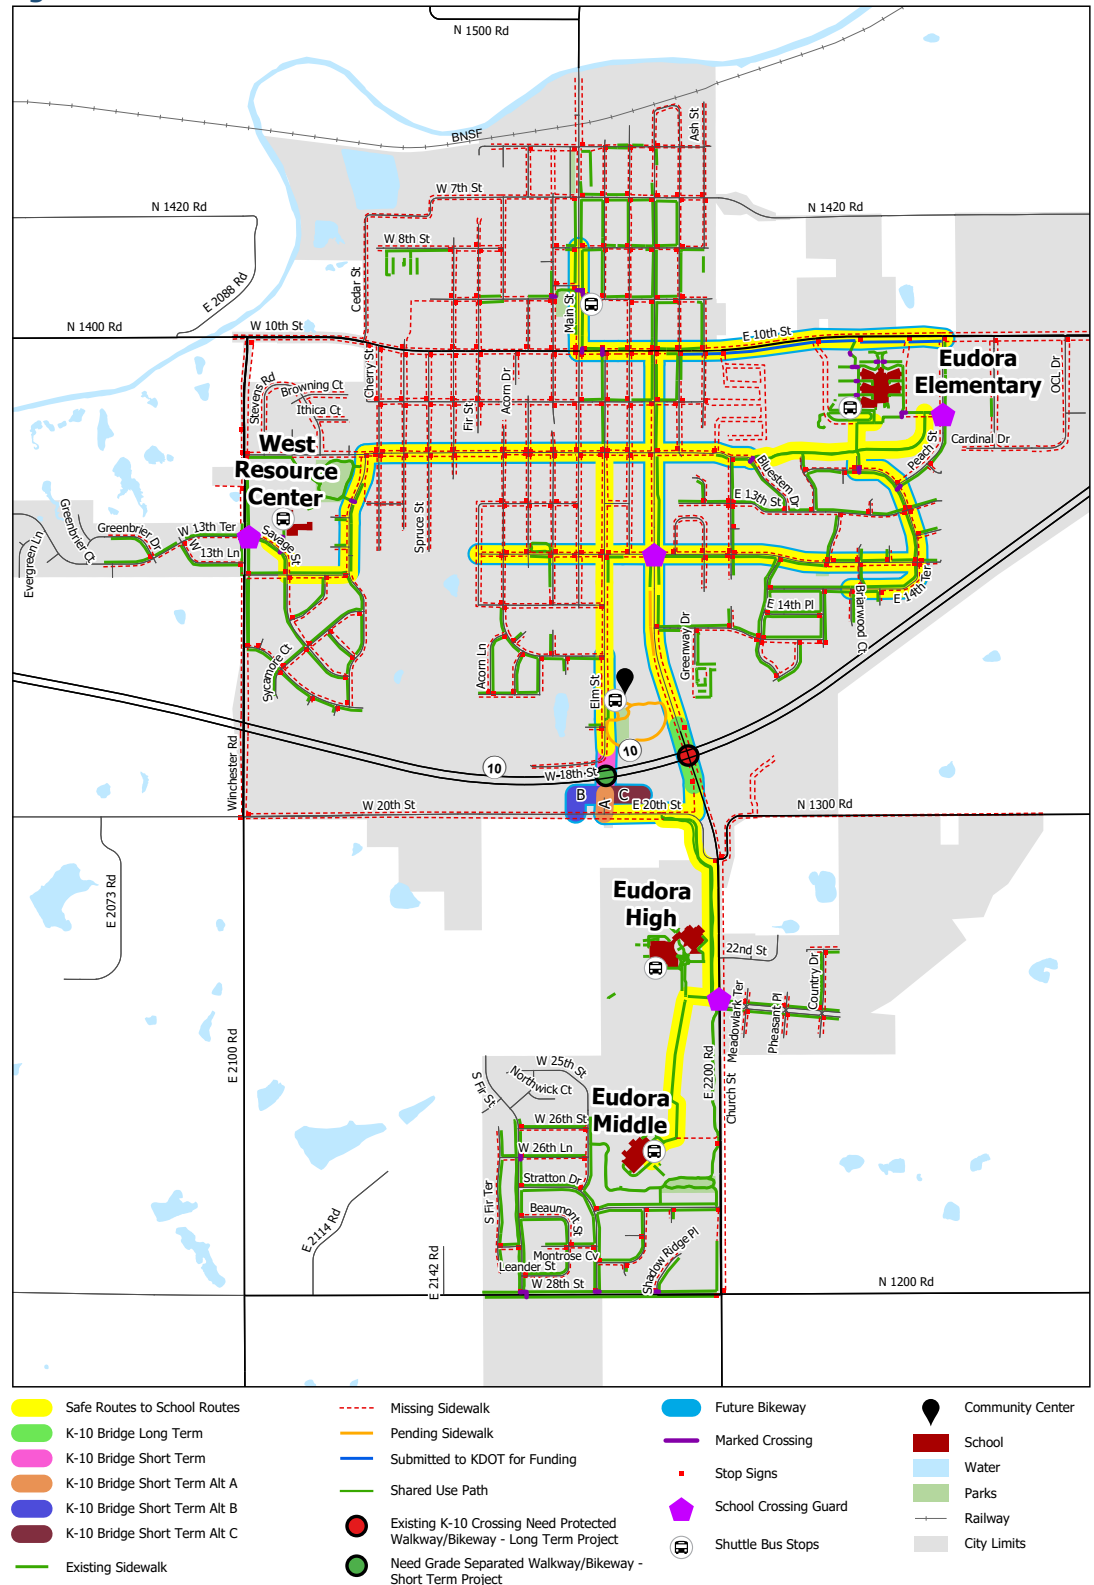 N 1500 Rd
BNSF
Ash St
W 7th St
N 1420 Rd
N 1420 Rd
W 8th St
E 2088 Rd
Cedar St
Main St
N 1400 Rd
W 10th St
E 10th St
Eudora
Elementary
OCL Dr
Cherry St
Stevens Rd
Browning Ct
Ithica Ct
Fir St
Acorn Dr
Peach St
Cardinal Dr
West
Resource
Center
Bluestem Dr
E 13th St
Spruce St
Greenbrier Ct
Greenbrier Dr
W 13th Ter
W 13th Ln
Savage St
Evergreen Ln
E 14th Ter
E 14th Pl
Briarwood Ct
Sycamore Ct
Acorn Ln
Elm St
Greenway Dr
Winchester Rd
10
10
W 18th St
B
A
C
W 20th St
E 20th St
N 1300 Rd
E 2073 Rd
Eudora
High
22nd St
Country Dr
Meadowlark Ter
Pheasant Pl
E 2100 Rd
E 2200 Rd
Church St
W 25th St
S Fir St
Northwick Ct
Eudora
Middle
W 26th St
W 26th Ln
Stratton Dr
S Fir Ter
Beaumont St
E 2114 Rd
Montrose Cv
Leander St
Shadow Ridge Pl
E 2142 Rd
W 28th St
N 1200 Rd
Safe Routes to School Routes
K-10 Bridge Long Term
K-10 Bridge Short Term
K-10 Bridge Short Term Alt A
K-10 Bridge Short Term Alt B
K-10 Bridge Short Term Alt C
Existing Sidewalk
Missing Sidewalk
Pending Sidewalk
Submitted to KDOT for Funding
Shared Use Path
Existing K-10 Crossing Need Protected
Walkway/Bikeway - Long Term Project
Need Grade Separated Walkway/Bikeway -
Short Term Project
Future Bikeway
Marked Crossing
Stop Signs
School Crossing Guard
Shuttle Bus Stops
Community Center
School
Water
Parks
Railway
City Limits